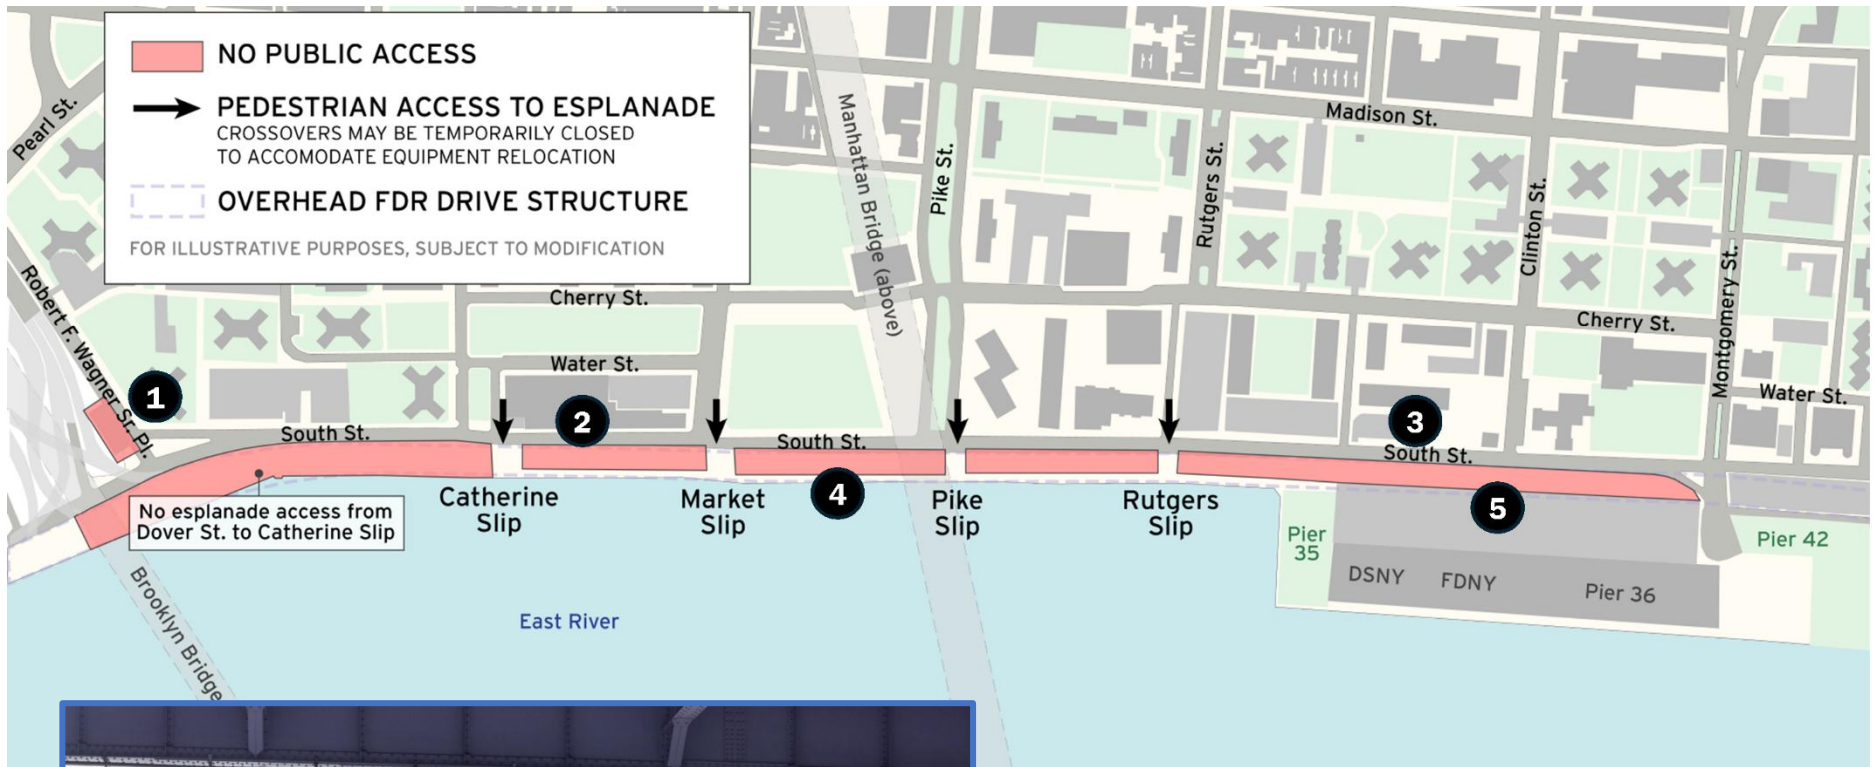 NO PUBLIC ACCESS
PEDESTRIAN ACCESS TO ESPLANADE
CROSSOVERS MAY BE TEMPORARILY CLOSED
TO ACCOMODATE EQUIPMENT RELOCATION
OVERHEAD FDR DRIVE STRUCTURE
FOR ILLUSTRATIVE PURPOSES, SUBJECT TO MODIFICATION
Pearl St.
Robert F. Wagner Sr. Pl.
Manhattan Bridge (above)
Pike St.
Rutgers St.
Madison St.
Clinton St.
Montgomery St.
Cherry St.
Cherry St.
Water St.
Water St.
1
2
3
South St.
South St.
South St.
4
5
No esplanade access from
Dover St. to Catherine Slip
Catherine
Slip
Market
Slip
Pike
Slip
Rutgers
Slip
Pier
35
Pier 42
DSNY
FDNY
Pier 36
Brooklyn Bridge
East River